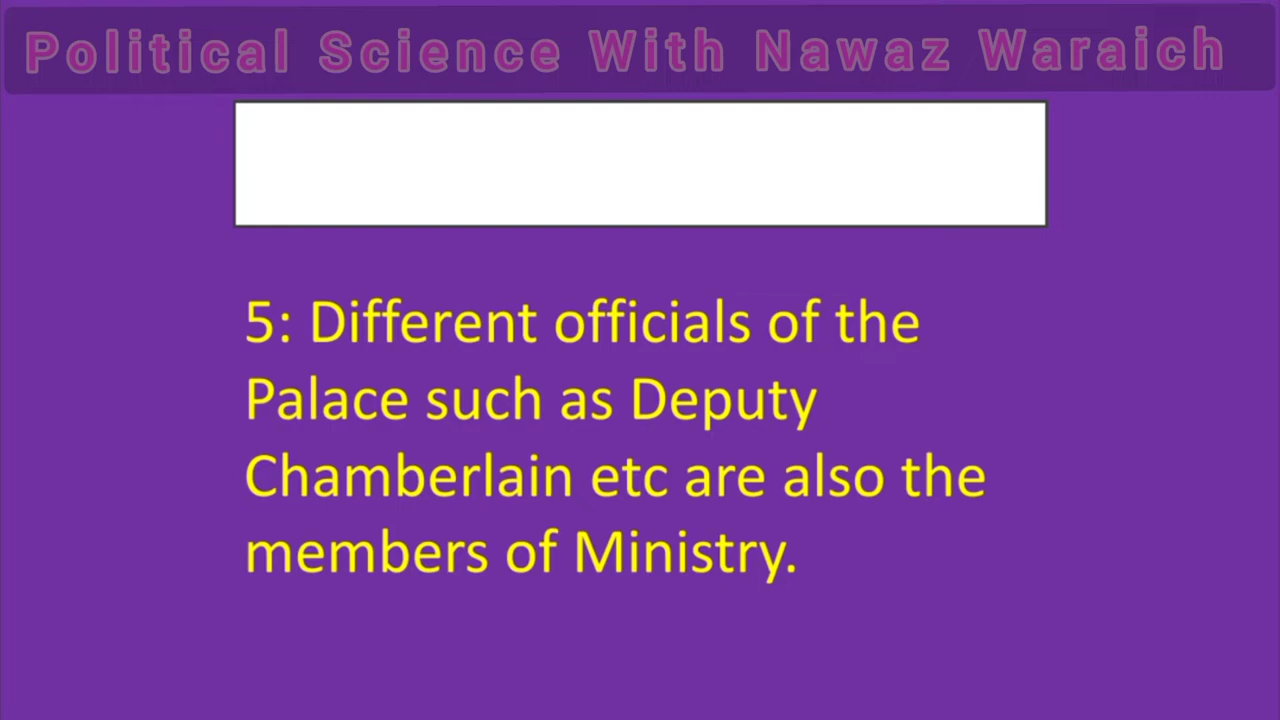 Political Science With Nawaz Waraich
5: Different officials of the
Palace such as Deputy
Chamberlain etc are also the
members of Ministry.